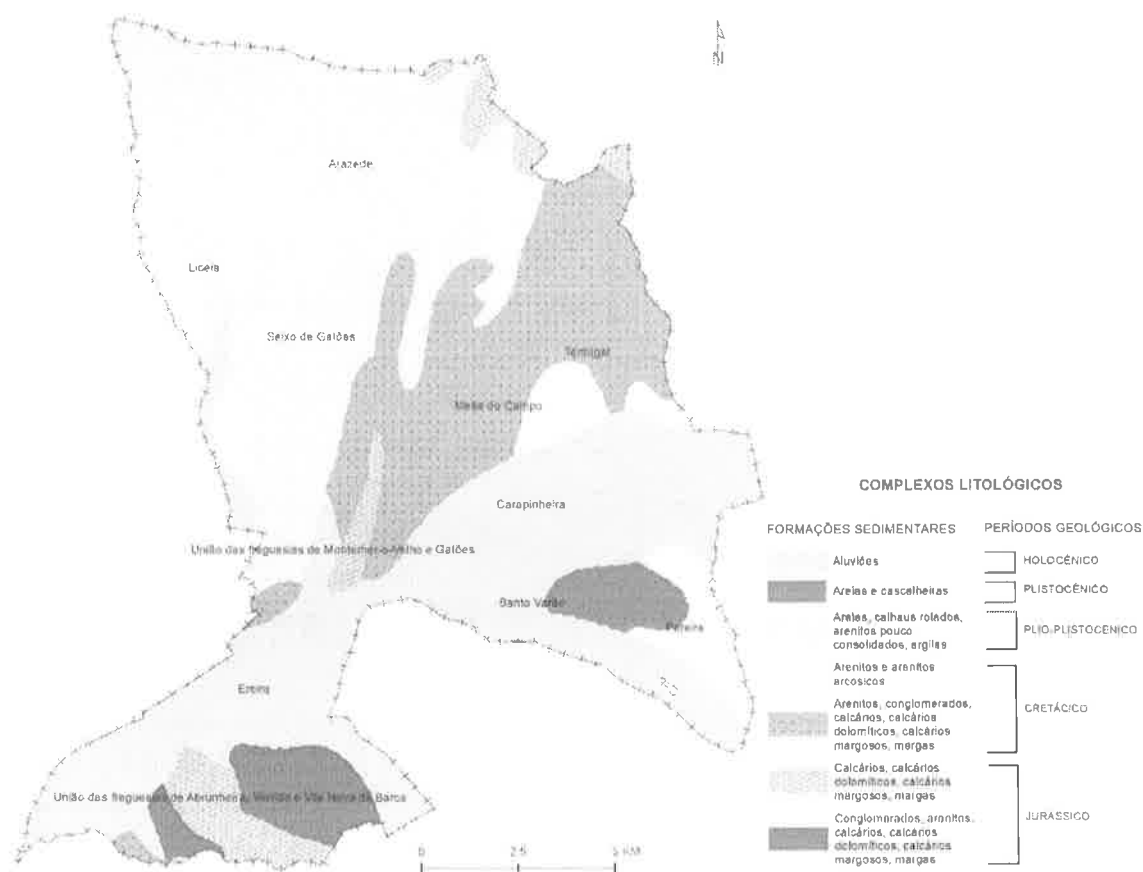 N
Arazede
Liceia
Seixo de Gatões
Tentúgal
Meãs do Campo
Carapinheira
União das freguesias de Montemor-o-Velho e Gatões
Santo Varão
Pereira
Ereira
União das freguesias de Abrunheira, Verride e Vila Nova da Barca
0 2,5 5 KM
COMPLEXOS LITOLÓGICOS
FORMAÇÕES SEDIMENTARES PERÍODOS GEOLÓGICOS
Aluviões HOLOCÉNICO
Areias e cascalheiras PLISTOCÉNICO
Areias, calhaus rolados,
arenitos pouco
consolidados, argilas
PLIO-PLISTOCÉNICO
Arenitos e arenitos
arcósicos
Arenitos, conglomerados,
calcários, calcários
dolomíticos, calcários
margosos, margas
CRETÁCICO
Calcários, calcários
dolomíticos, calcários
margosos, margas
Conglomerados, arenitos,
calcários, calcários
dolomíticos, calcários
margosos, margas
JURÁSSICO